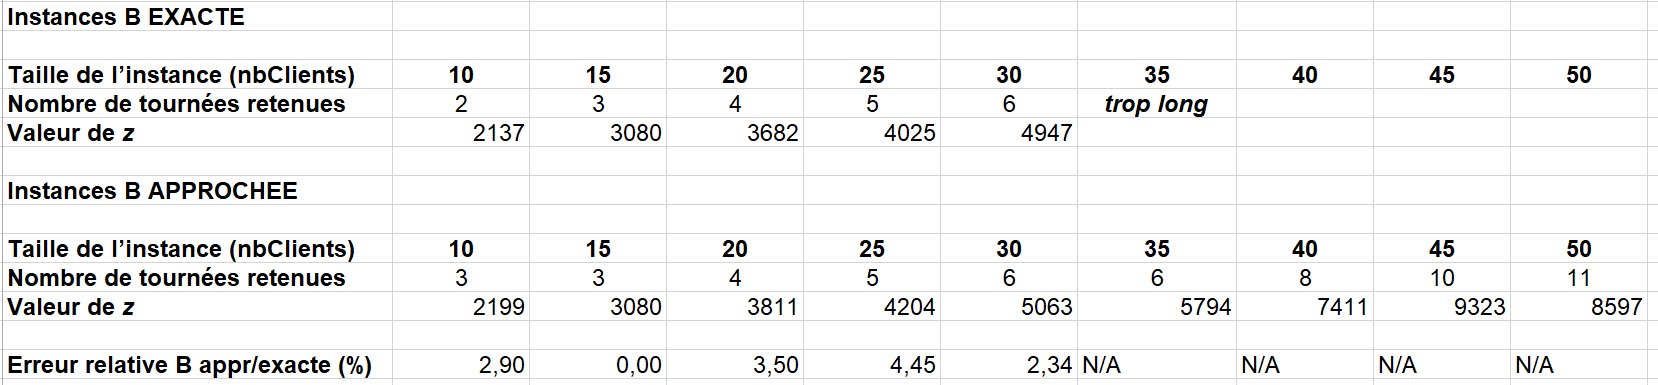 Instances B EXACTE
Taille de l’instance (nbClients) 10 15 20 25 30 35 40 45 50
Nombre de tournées retenues 2 3 4 5 6 trop long
Valeur de z 2137 3080 3682 4025 4947
Instances B APPROCHEE
Taille de l’instance (nbClients) 10 15 20 25 30 35 40 45 50
Nombre de tournées retenues 3 3 4 5 6 6 8 10 11
Valeur de z 2199 3080 3811 4204 5063 5794 7411 9323 8597
Erreur relative B appr/exacte (%) 2,90 0,00 3,50 4,45 2,34 N/A N/A N/A N/A